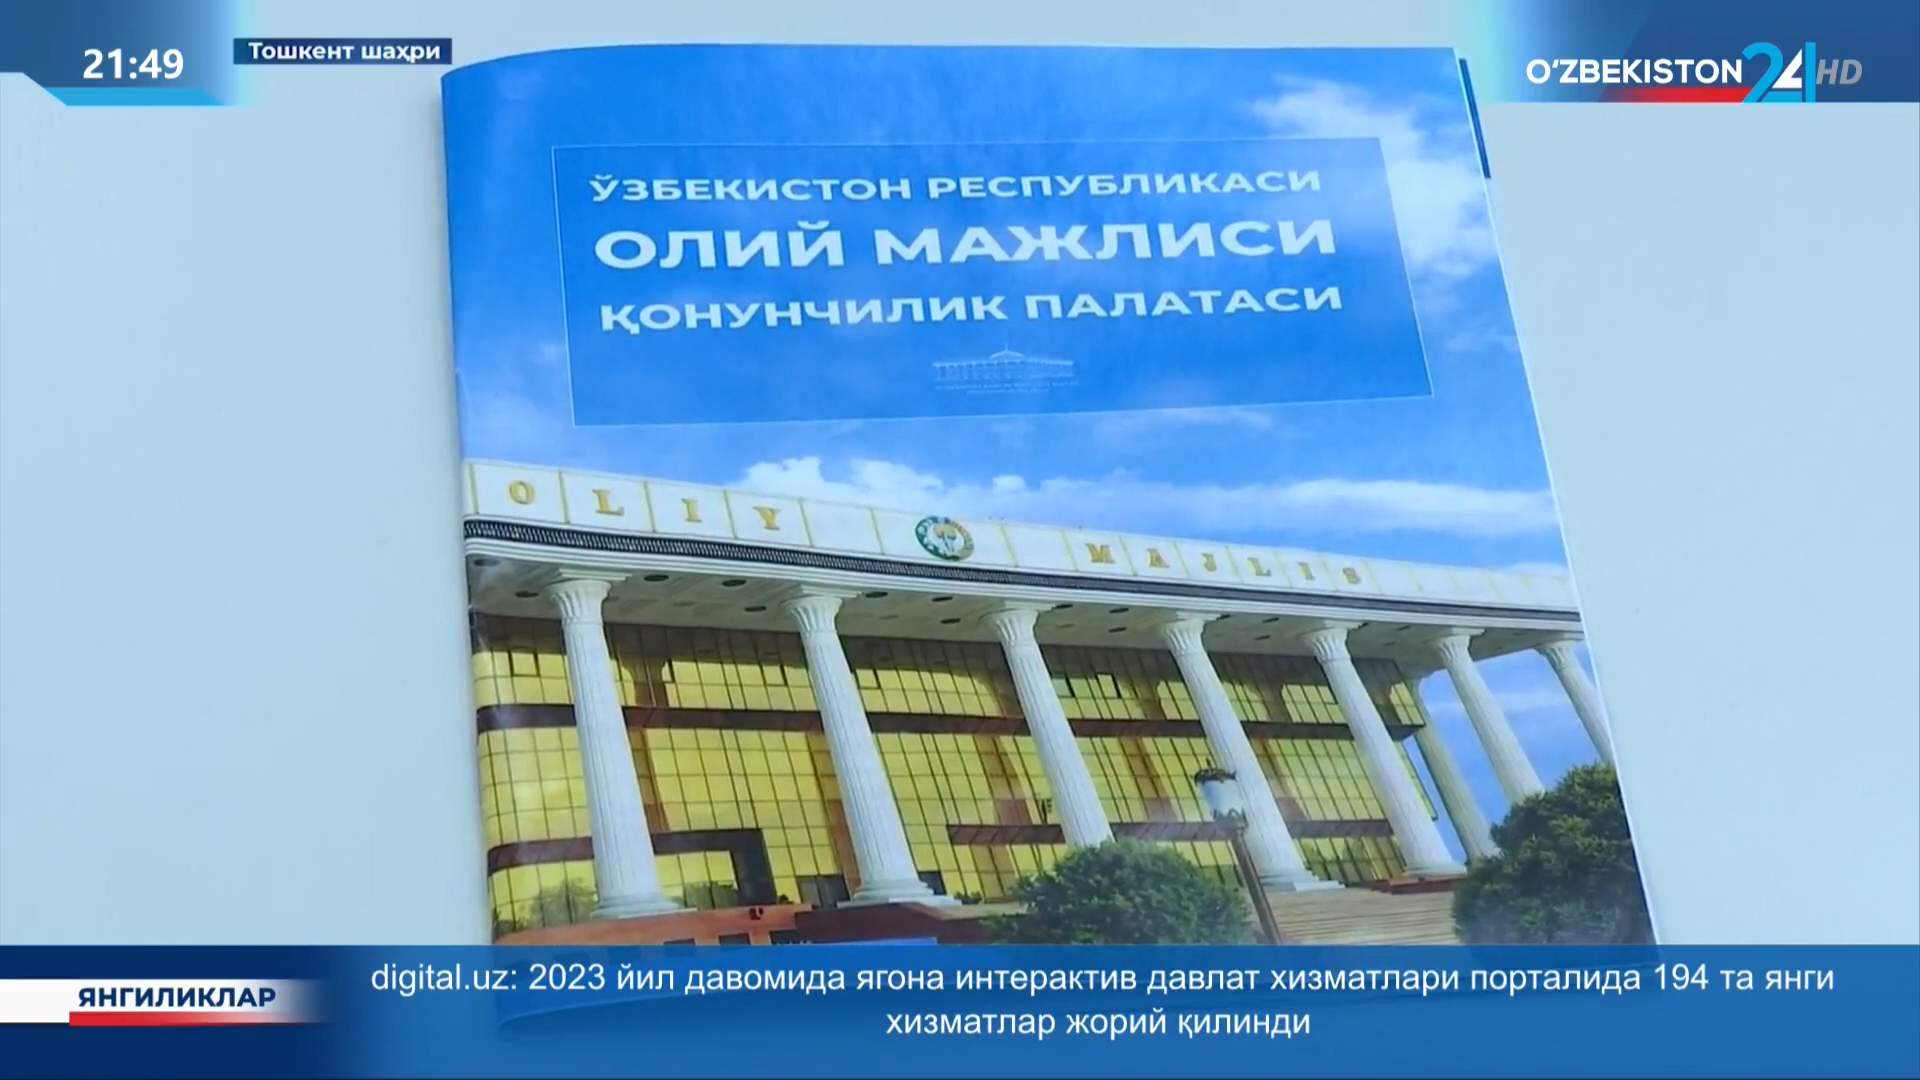 21:49
Тошкент шаҳри
O‘ZBEKISTON 24 HD
ЎЗБЕКИСТОН РЕСПУБЛИКАСИ
ОЛИЙ МАЖЛИСИ
ҚОНУНЧИЛИК ПАЛАТАСИ
OLIY MAJLIS
ЯНГИЛИКЛАР
digital.uz: 2023 йил давомида ягона интерактив давлат хизматлари порталида 194 та янги
хизматлар жорий қилинди